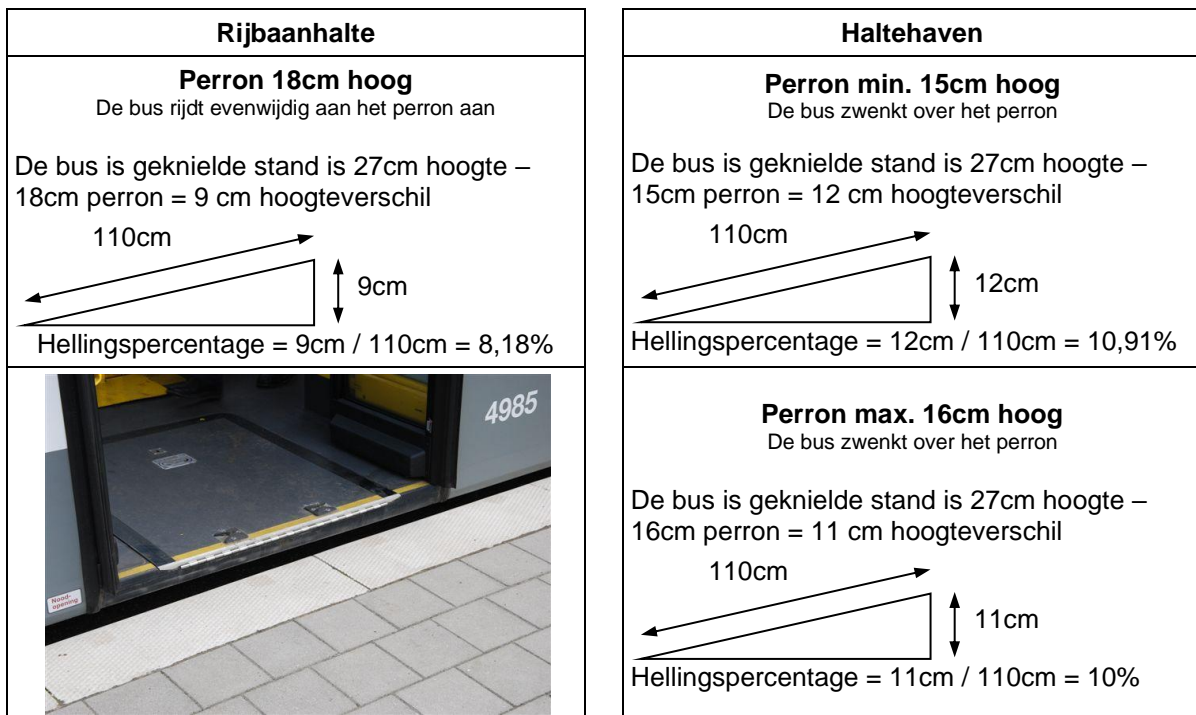 Rijbaanhalte
Perron 18cm hoog
De bus rijdt evenwijdig aan het perron aan
De bus is geknielde stand is 27cm hoogte –
18cm perron = 9 cm hoogteverschil
110cm
9cm
Hellingspercentage = 9cm / 110cm = 8,18%
4985
Nood-
opening
Haltehaven
Perron min. 15cm hoog
De bus zwenkt over het perron
De bus is geknielde stand is 27cm hoogte –
15cm perron = 12 cm hoogteverschil
110cm
12cm
Hellingspercentage = 12cm / 110cm = 10,91%
Perron max. 16cm hoog
De bus zwenkt over het perron
De bus is geknielde stand is 27cm hoogte –
16cm perron = 11 cm hoogteverschil
110cm
11cm
Hellingspercentage = 11cm / 110cm = 10%